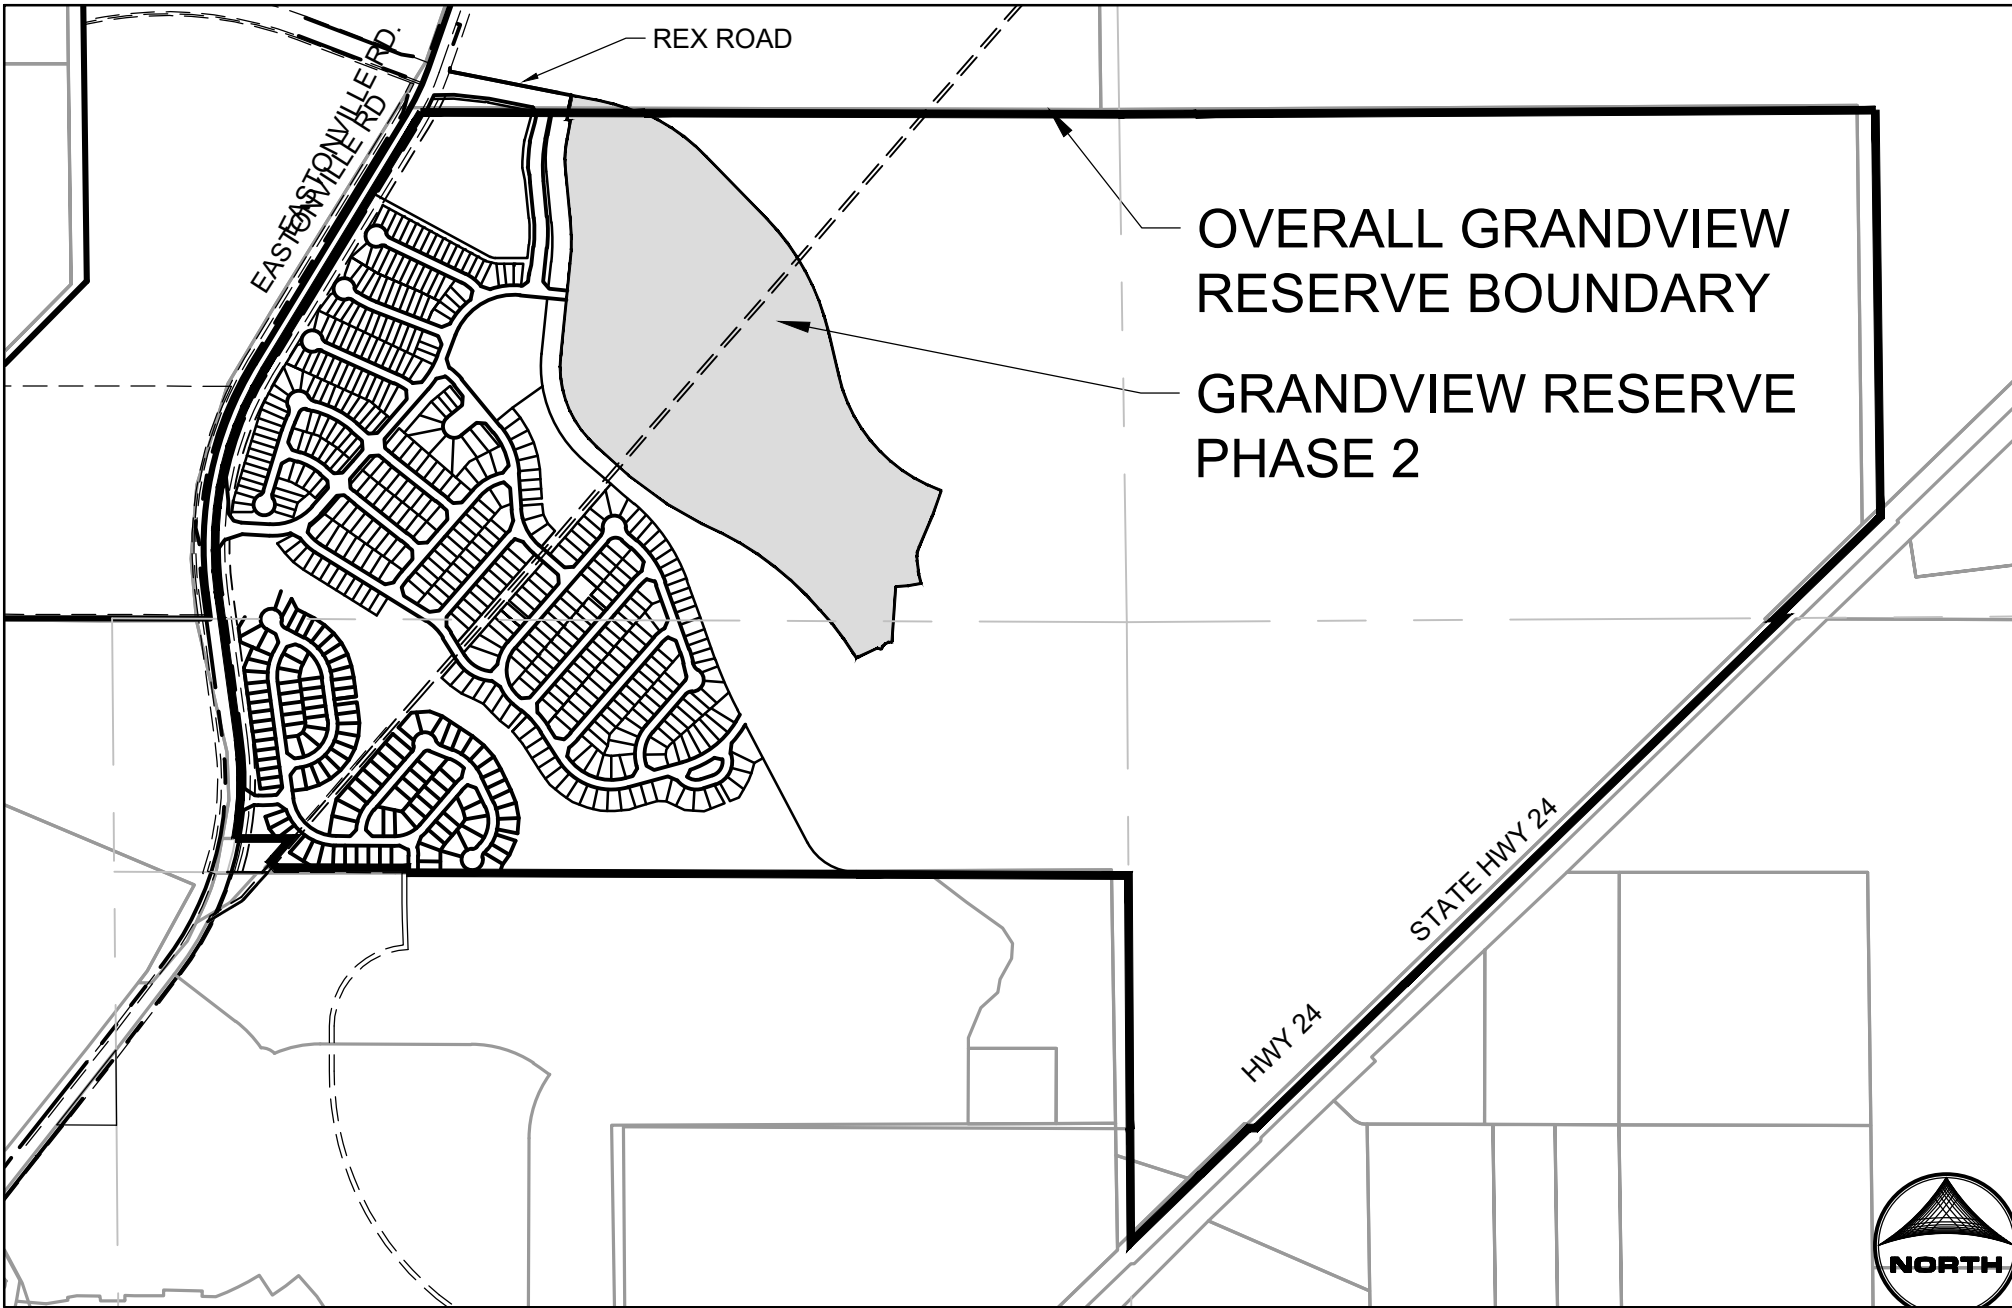 REX ROAD
EASTONVILLE RD.
EASTONVILLE RD
OVERALL GRANDVIEW
RESERVE BOUNDARY
GRANDVIEW RESERVE
PHASE 2
STATE HWY 24
HWY 24
NORTH